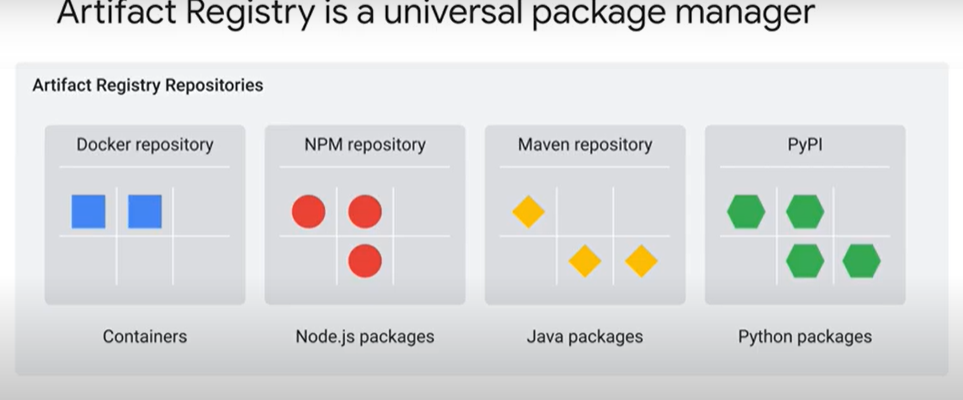 Artifact Registry is a universal package manager
Artifact Registry Repositories
Docker repository
NPM repository
Maven repository
PyPI
Containers
Node.js packages
Java packages
Python packages